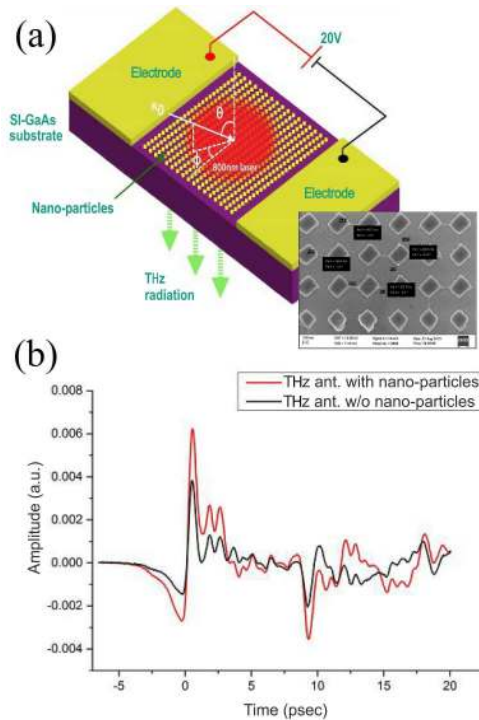 (a)
20V
Electrode
SI-GaAs
substrate
θ
ϕ
800nm laser
Nano-particles
Electrode
THz
radiation
(b)
THz ant. with nano-particles
THz ant. w/o nano-particles
0.008
0.006
0.004
0.002
0.000
-0.002
-0.004
Amplitude (a.u.)
-5
0
5
10
15
20
Time (psec)